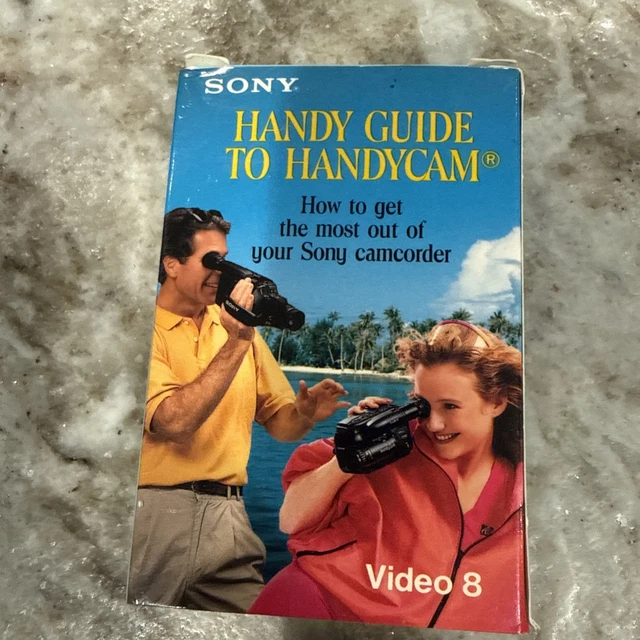 SONY
HANDY GUIDE
TO HANDYCAM®
How to get
the most out of
your Sony camcorder
Video 8